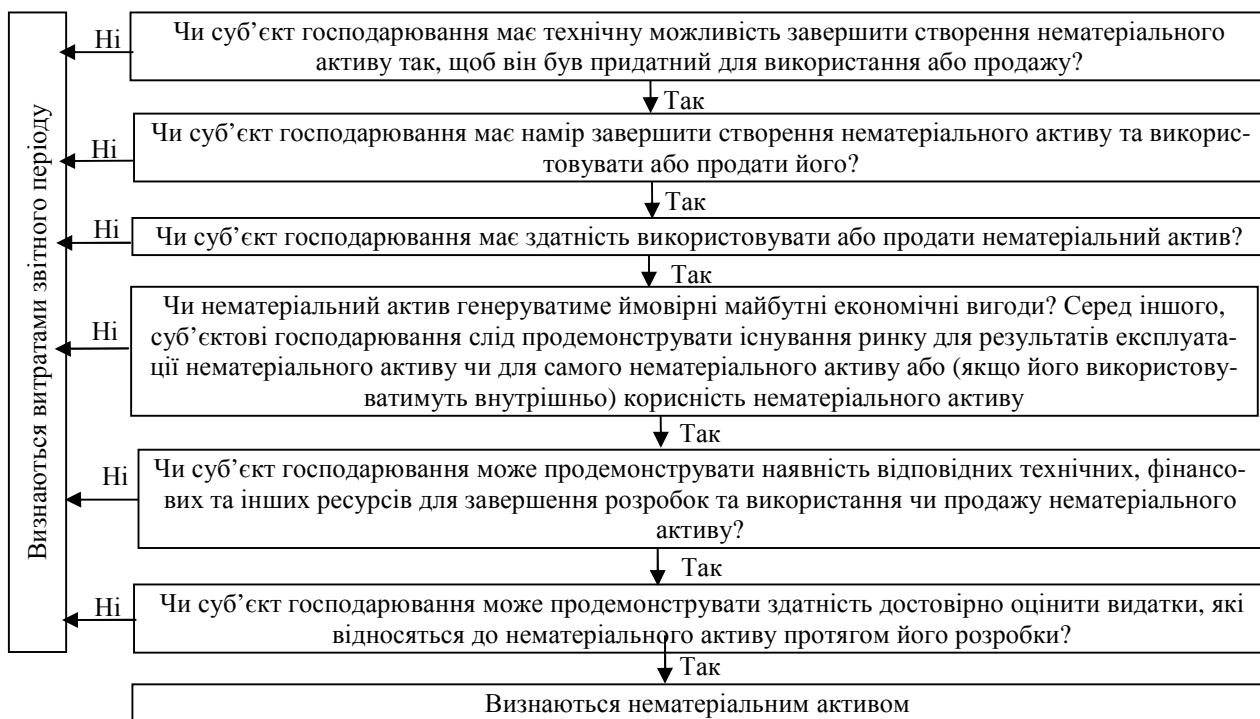 Визнаються витратами звітного періоду
Ні
Чи суб’єкт господарювання має технічну можливість завершити створення нематеріального
активу так, щоб він був придатний для використання або продажу?
Так
Ні
Чи суб’єкт господарювання має намір завершити створення нематеріального активу та викорис-
товувати або продати його?
Так
Ні
Чи суб’єкт господарювання має здатність використовувати або продати нематеріальний актив?
Так
Ні
Чи нематеріальний актив генеруватиме ймовірні майбутні економічні вигоди? Серед іншого,
суб’єктові господарювання слід продемонструвати існування ринку для результатів експлуата-
ції нематеріального активу чи для самого нематеріального активу або (якщо його використову-
ватимуть внутрішньо) корисність нематеріального активу
Так
Ні
Чи суб’єкт господарювання може продемонструвати наявність відповідних технічних, фінансо-
вих та інших ресурсів для завершення розробок та використання чи продажу нематеріального
активу?
Так
Ні
Чи суб’єкт господарювання може продемонструвати здатність достовірно оцінити видатки, які
відносяться до нематеріального активу протягом його розробки?
Так
Визнаються нематеріальним активом